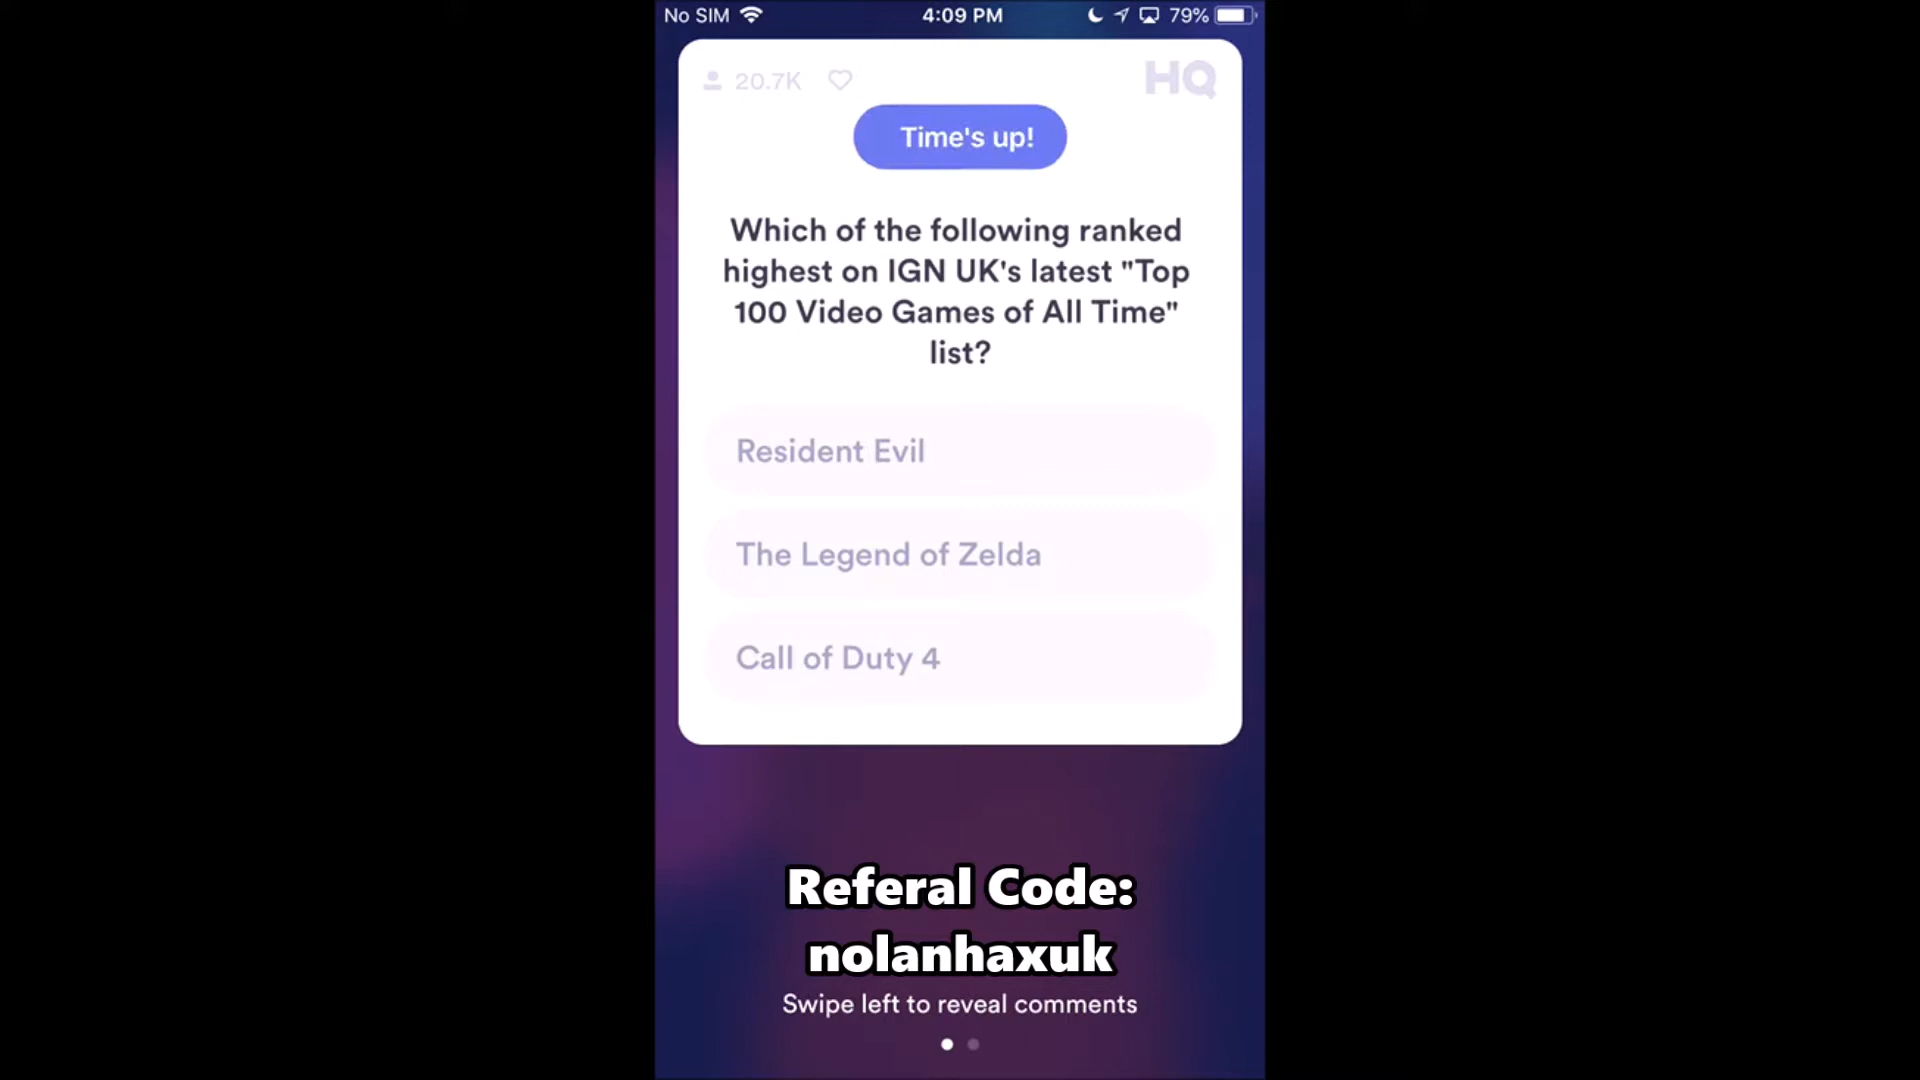 No SIM 4:09 PM 79%
20.7K HQ
Time's up!
Which of the following ranked
highest on IGN UK's latest "Top
100 Video Games of All Time"
list?
Resident Evil
The Legend of Zelda
Call of Duty 4
Referal Code:
nolanhaxuk
Swipe left to reveal comments